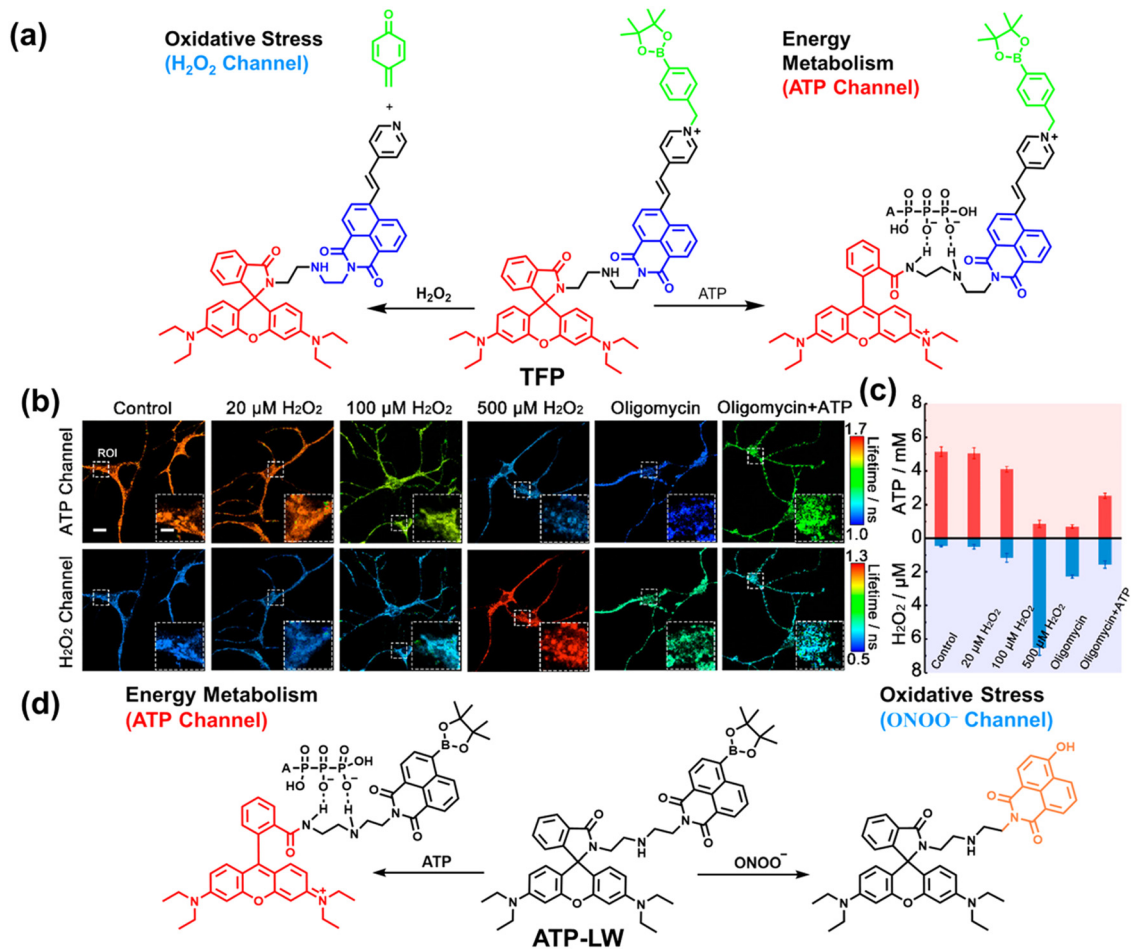 (a)
Oxidative Stress
(H₂O₂ Channel)
Energy
Metabolism
(ATP Channel)
H₂O₂
ATP
TFP
(b)
Control
20 μM H₂O₂
100 μM H₂O₂
500 μM H₂O₂
Oligomycin
Oligomycin+ATP
ATP Channel
ROI
1.7
Lifetime / ns
1.0
H₂O₂ Channel
1.3
Lifetime / ns
0.5
(c)
8
6
4
2
0
2
4
6
8
ATP / mM
H₂O₂ / μM
Control
20 μM H₂O₂
100 μM H₂O₂
500 μM H₂O₂
Oligomycin
Oligomycin+ATP
(d)
Energy Metabolism
(ATP Channel)
Oxidative Stress
(ONOO⁻ Channel)
ATP
ONOO⁻
ATP-LW